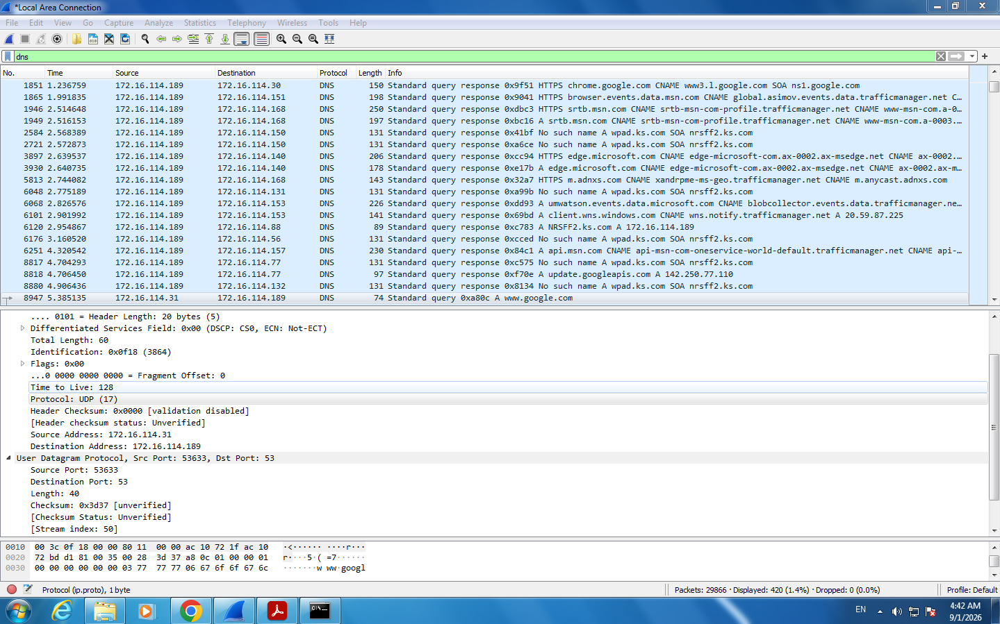 *Local Area Connection
File Edit View Go Capture Analyze Statistics Telephony Wireless Tools Help
dns
No. Time Source Destination Protocol Length Info
1851 1.236759 172.16.114.189 172.16.114.30 DNS 150 Standard query response 0x9f51 HTTPS chrome.google.com CNAME www3.l.google.com SOA ns1.google.com
1865 1.991835 172.16.114.189 172.16.114.151 DNS 198 Standard query response 0x9041 HTTPS browser.events.data.msn.com CNAME global.asimov.events.data.trafficmanager.net C…
1946 2.514648 172.16.114.189 172.16.114.168 DNS 250 Standard query response 0xdbc3 HTTPS srtb.msn.com CNAME srtb-msn-com-profile.trafficmanager.net CNAME www-msn-com.a-0…
1949 2.516153 172.16.114.189 172.16.114.168 DNS 197 Standard query response 0xbc16 A srtb.msn.com CNAME srtb-msn-com-profile.trafficmanager.net CNAME www-msn-com.a-0003.…
2584 2.568389 172.16.114.189 172.16.114.150 DNS 131 Standard query response 0x41bf No such name A wpad.ks.com SOA nrsff2.ks.com
2721 2.572873 172.16.114.189 172.16.114.150 DNS 131 Standard query response 0xa6ce No such name A wpad.ks.com SOA nrsff2.ks.com
3897 2.639537 172.16.114.189 172.16.114.140 DNS 206 Standard query response 0xcc94 HTTPS edge.microsoft.com CNAME edge-microsoft-com.ax-0002.ax-msedge.net CNAME ax-0002.…
3930 2.640735 172.16.114.189 172.16.114.140 DNS 178 Standard query response 0xe17b A edge.microsoft.com CNAME edge-microsoft-com.ax-0002.ax-msedge.net CNAME ax-0002.ax-m…
5813 2.744082 172.16.114.189 172.16.114.168 DNS 143 Standard query response 0x32a7 HTTPS m.adnxs.com CNAME xandrpme-ms-geo.trafficmanager.net CNAME m.anycast.adnxs.com
6048 2.775189 172.16.114.189 172.16.114.131 DNS 131 Standard query response 0xa99b No such name A wpad.ks.com SOA nrsff2.ks.com
6068 2.826576 172.16.114.189 172.16.114.153 DNS 226 Standard query response 0xdd93 A umwatson.events.data.microsoft.com CNAME blobcollector.events.data.trafficmanager.ne…
6101 2.901992 172.16.114.189 172.16.114.153 DNS 141 Standard query response 0x69bd A client.wns.windows.com CNAME wns.notify.trafficmanager.net A 20.59.87.225
6120 2.954867 172.16.114.189 172.16.114.88 DNS 89 Standard query response 0xc783 A NRSFF2.ks.com A 172.16.114.189
6176 3.160520 172.16.114.189 172.16.114.56 DNS 131 Standard query response 0xcced No such name A wpad.ks.com SOA nrsff2.ks.com
6251 4.320542 172.16.114.189 172.16.114.157 DNS 230 Standard query response 0x84c1 A api.msn.com CNAME api-msn-com-oneservice-world-default.trafficmanager.net CNAME api-…
8817 4.704293 172.16.114.189 172.16.114.77 DNS 131 Standard query response 0xc575 No such name A wpad.ks.com SOA nrsff2.ks.com
8818 4.706450 172.16.114.189 172.16.114.77 DNS 97 Standard query response 0xf70e A update.googleapis.com A 142.250.77.110
8880 4.906436 172.16.114.189 172.16.114.132 DNS 131 Standard query response 0x8134 No such name A wpad.ks.com SOA nrsff2.ks.com
8947 5.385135 172.16.114.31 172.16.114.189 DNS 74 Standard query 0xa80c A www.google.com
.... 0101 = Header Length: 20 bytes (5)
Differentiated Services Field: 0x00 (DSCP: CS0, ECN: Not-ECT)
Total Length: 60
Identification: 0x0f18 (3864)
Flags: 0x00
...0 0000 0000 0000 = Fragment Offset: 0
Time to Live: 128
Protocol: UDP (17)
Header Checksum: 0x0000 [validation disabled]
[Header checksum status: Unverified]
Source Address: 172.16.114.31
Destination Address: 172.16.114.189
User Datagram Protocol, Src Port: 53633, Dst Port: 53
Source Port: 53633
Destination Port: 53
Length: 40
Checksum: 0x3d37 [unverified]
[Checksum Status: Unverified]
[Stream index: 50]
0010 00 3c 0f 18 00 00 80 11 00 00 ac 10 72 1f ac 10 ·<······ ····r···
0020 72 bd d1 81 00 35 00 28 3d 37 a8 0c 01 00 00 01 r····5·( =7······
0030 00 00 00 00 00 00 03 77 77 77 06 67 6f 6f 67 6c ·······w ww·googl
Protocol (ip.proto), 1 byte Packets: 29866 · Displayed: 420 (1.4%) · Dropped: 0 (0.0%) Profile: Default
EN 4:42 AM
9/1/2026